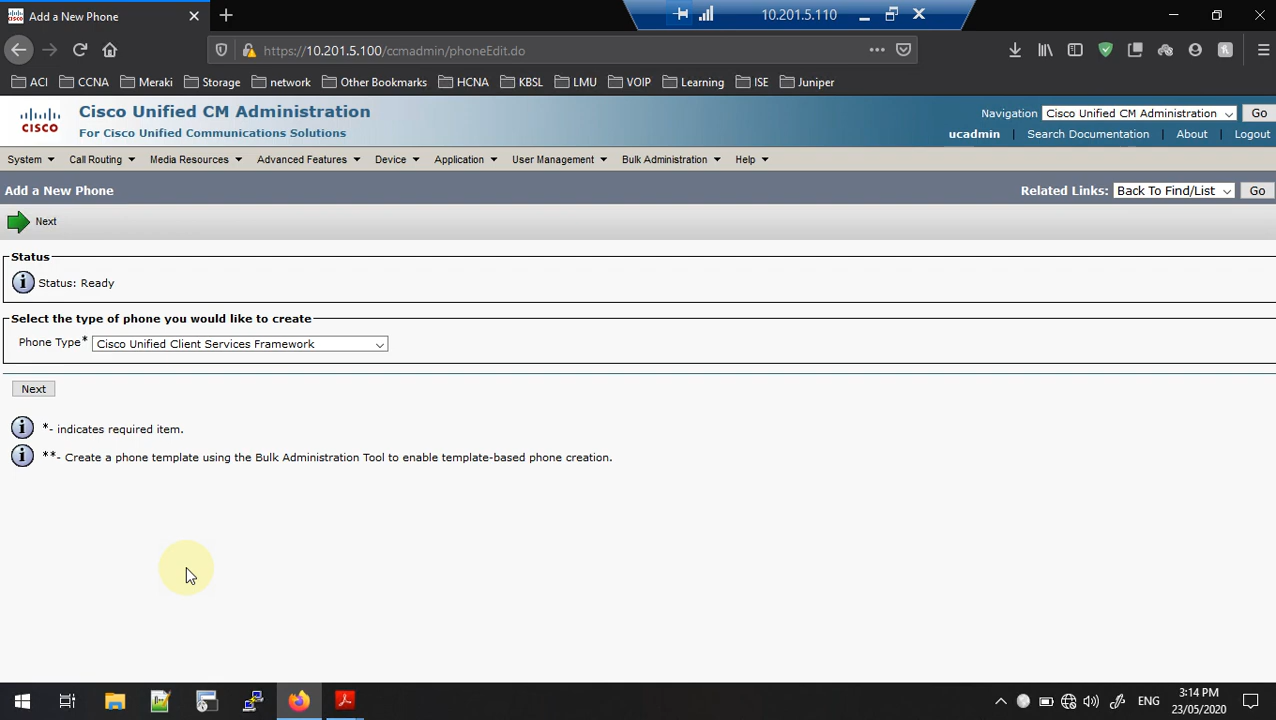 Add a New Phone
10.201.5.110
https://10.201.5.100/ccmadmin/phoneEdit.do
ACI CCNA Meraki Storage network Other Bookmarks HCNA KBSL LMU VOIP Learning ISE Juniper
CISCO
Cisco Unified CM Administration
For Cisco Unified Communications Solutions
Navigation Cisco Unified CM Administration Go
ucadmin | Search Documentation | About | Logout
System Call Routing Media Resources Advanced Features Device Application User Management Bulk Administration Help
Add a New Phone
Related Links: Back To Find/List Go
Next
Status
Status: Ready
Select the type of phone you would like to create
Phone Type* Cisco Unified Client Services Framework
Next
*- indicates required item.
**- Create a phone template using the Bulk Administration Tool to enable template-based phone creation.
ENG
3:14 PM
23/05/2020